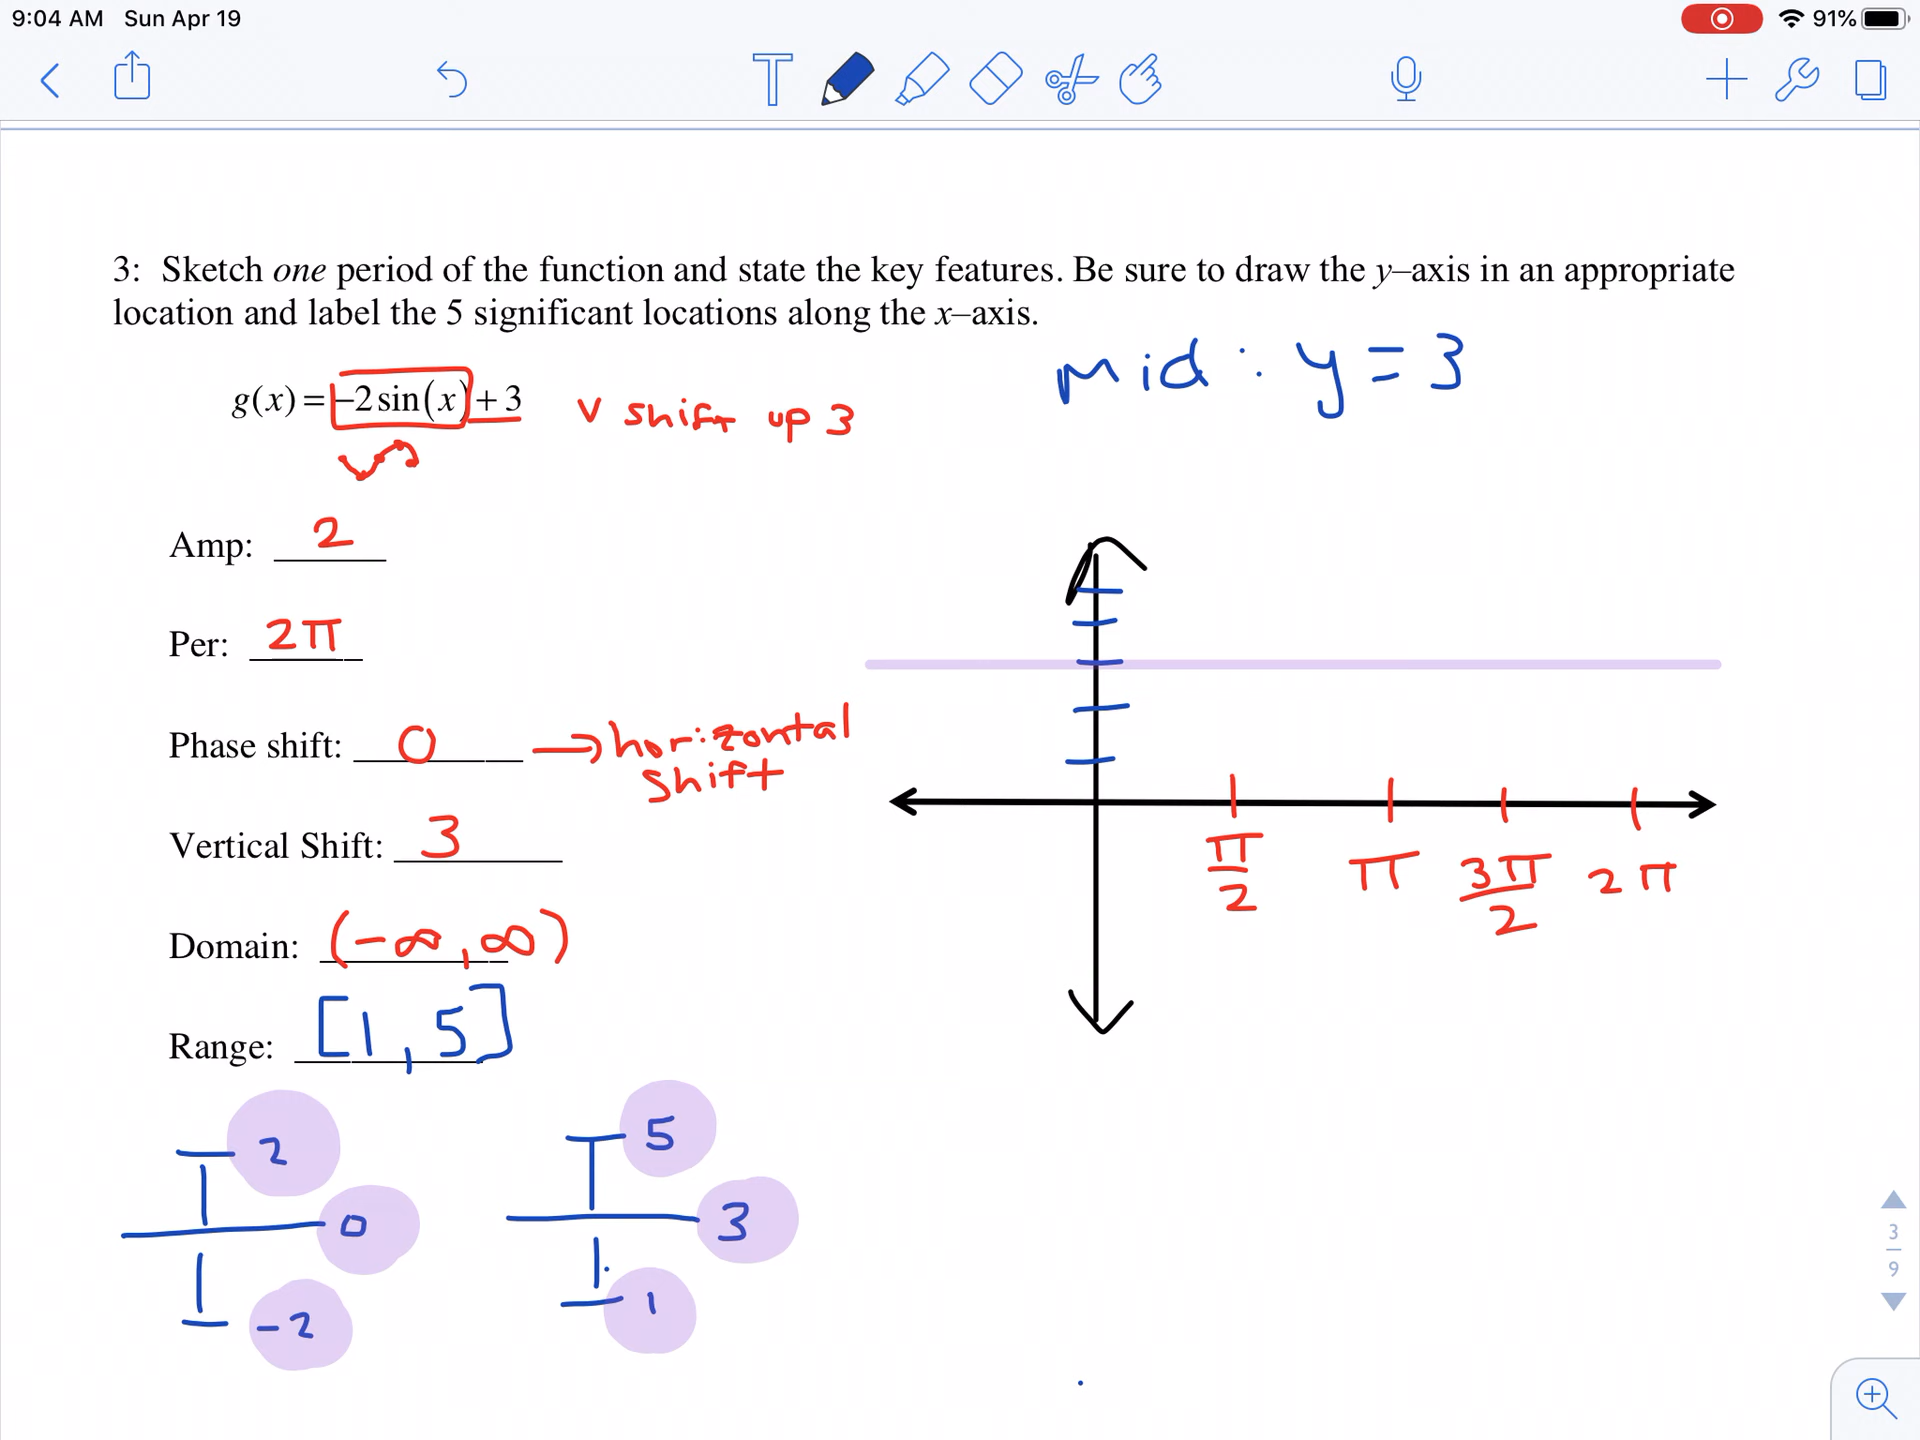 9:04 AM Sun Apr 19
91%
T
3: Sketch one period of the function and state the key features. Be sure to draw the y–axis in an appropriate
location and label the 5 significant locations along the x–axis.
mid : y = 3
g(x) = −2sin(x) + 3
V shift up 3
Amp: 2
Per: 2π
Phase shift: 0 → horizontal
shift
Vertical Shift: 3
π/2 π 3π/2 2π
Domain: (-∞, ∞)
Range: [1, 5]
2 5
0 3
-2 1
3
9